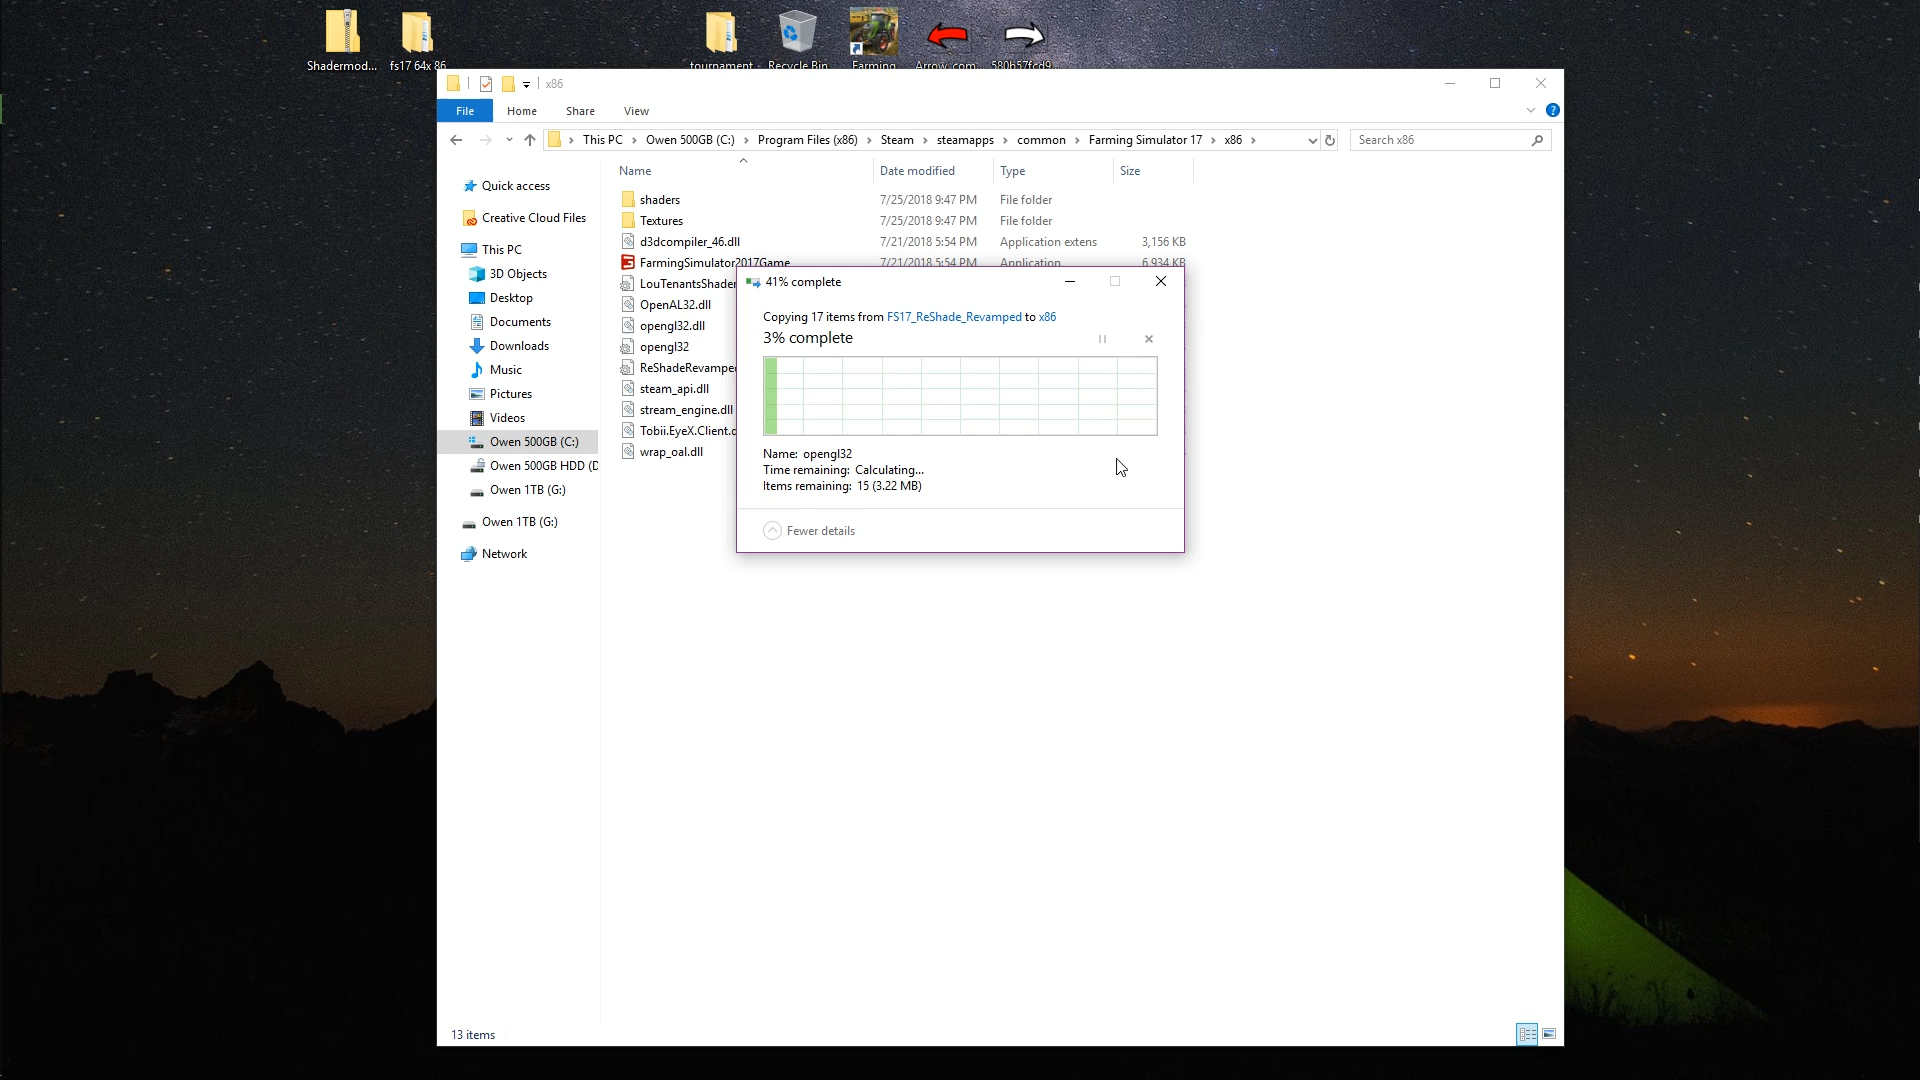 Shadermod...
fs17 64x 86
tournament
Recycle Bin
Farming
Arrow_com...
580b57fcd9...
x86
File
Home
Share
View
This PC
Owen 500GB (C:)
Program Files (x86)
Steam
steamapps
common
Farming Simulator 17
x86
Search x86
Name
Date modified
Type
Size
Quick access
Creative Cloud Files
This PC
3D Objects
Desktop
Documents
Downloads
Music
Pictures
Videos
Owen 500GB (C:)
Owen 500GB HDD (D
Owen 1TB (G:)
Owen 1TB (G:)
Network
shaders 7/25/2018 9:47 PM File folder
Textures 7/25/2018 9:47 PM File folder
d3dcompiler_46.dll 7/21/2018 5:54 PM Application extens 3,156 KB
FarmingSimulator2017Game 7/21/2018 5:54 PM Application 6,934 KB
LouTenantsShader
OpenAL32.dll
opengl32.dll
opengl32
ReShadeRevamped
steam_api.dll
stream_engine.dll
Tobii.EyeX.Client.d
wrap_oal.dll
41% complete
Copying 17 items from FS17_ReShade_Revamped to x86
3% complete
Name: opengl32
Time remaining: Calculating...
Items remaining: 15 (3.22 MB)
Fewer details
13 items